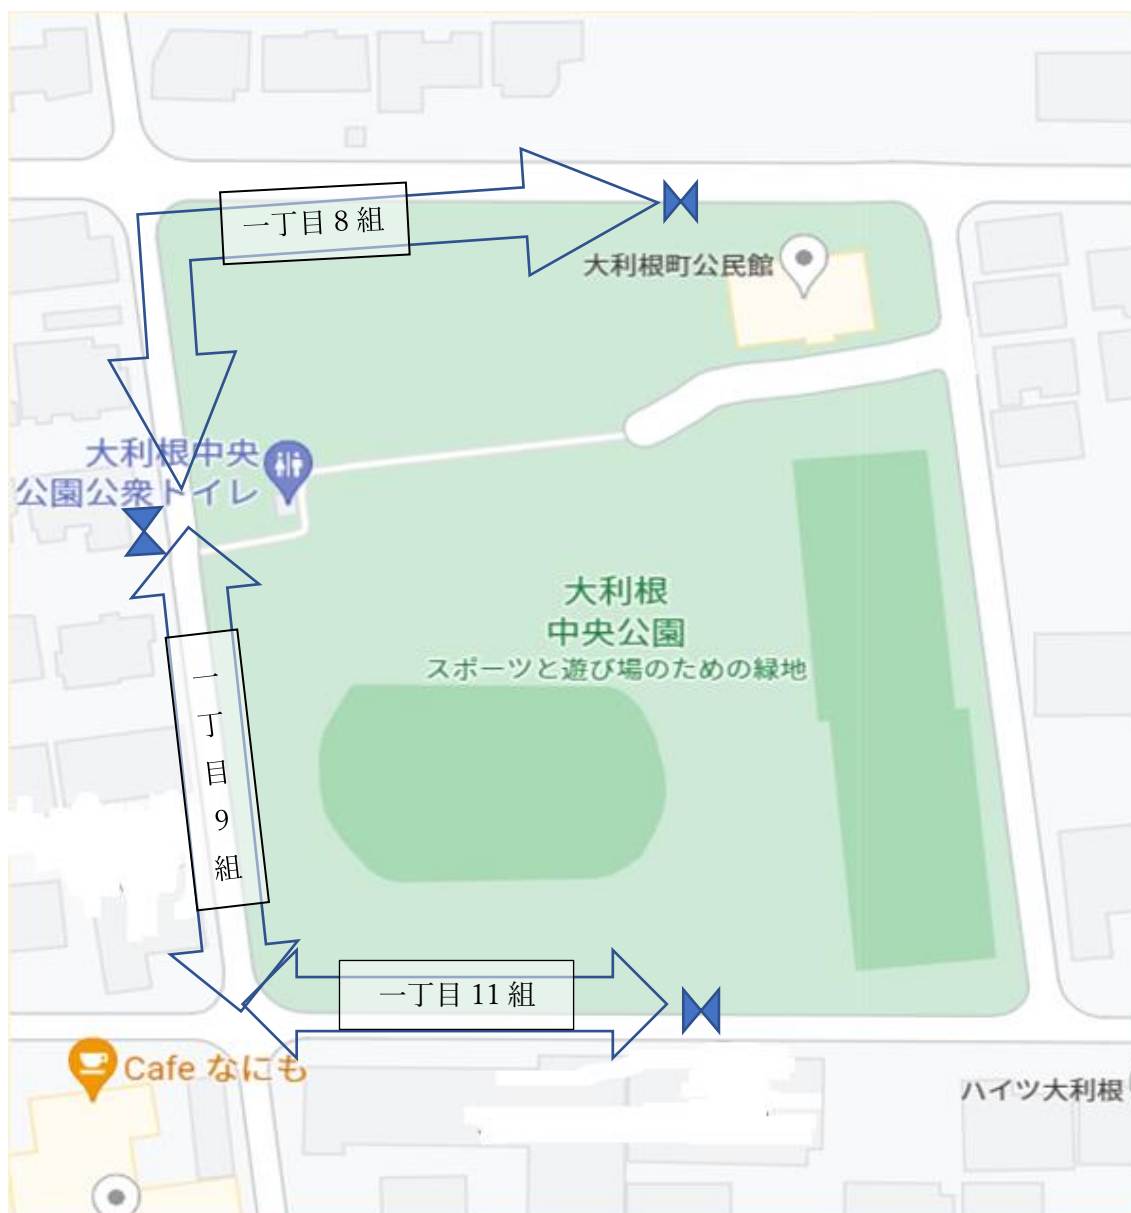 一丁目 8 組
大利根町公民館
大利根中央
公園公衆トイレ
大利根
中央公園
スポーツと遊び場のための緑地
一丁目9組
一丁目 11 組
Cafe なにも
ハイツ大利根